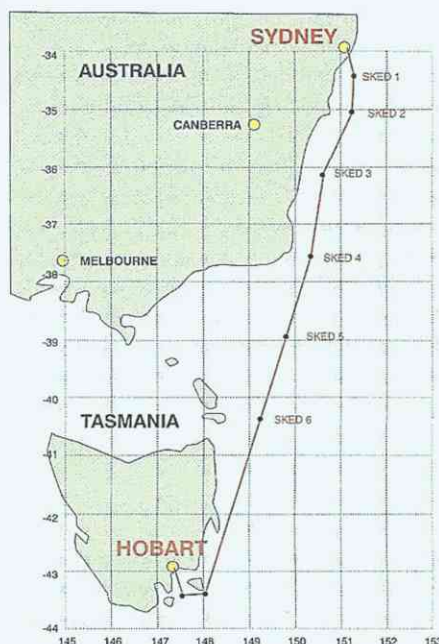 SYDNEY
-34
AUSTRALIA
SKED 1
-35
SKED 2
CANBERRA
-36
SKED 3
-37
SKED 4
MELBOURNE
-38
-39
SKED 5
-40
TASMANIA
SKED 6
-41
-42
HOBART
-43
-44
145 146 147 148 149 150 151 152 153